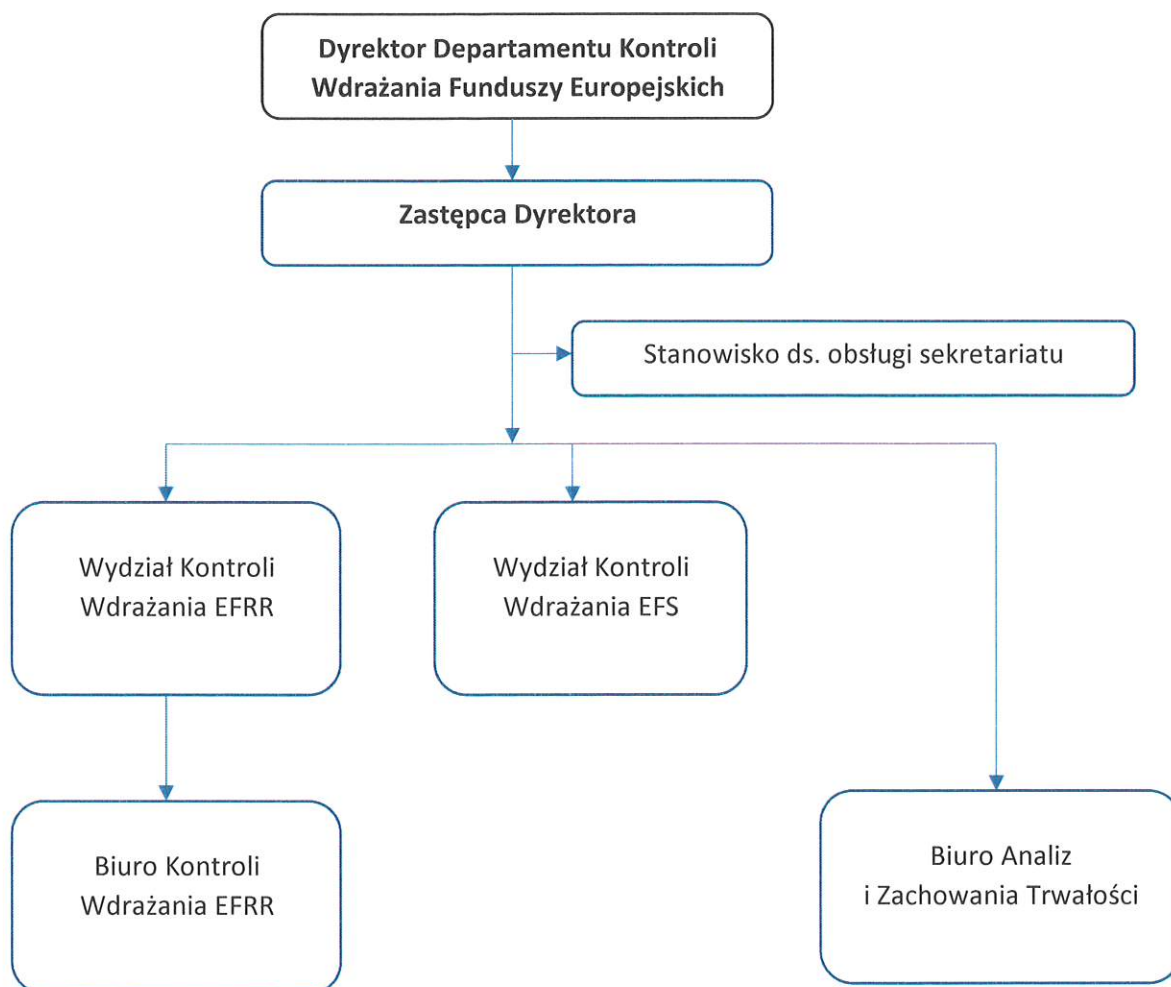 Dyrektor Departamentu Kontroli
Wdrażania Funduszy Europejskich
Zastępca Dyrektora
Stanowisko ds. obsługi sekretariatu
Wydział Kontroli
Wdrażania EFRR
Wydział Kontroli
Wdrażania EFS
Biuro Kontroli
Wdrażania EFRR
Biuro Analiz
i Zachowania Trwałości